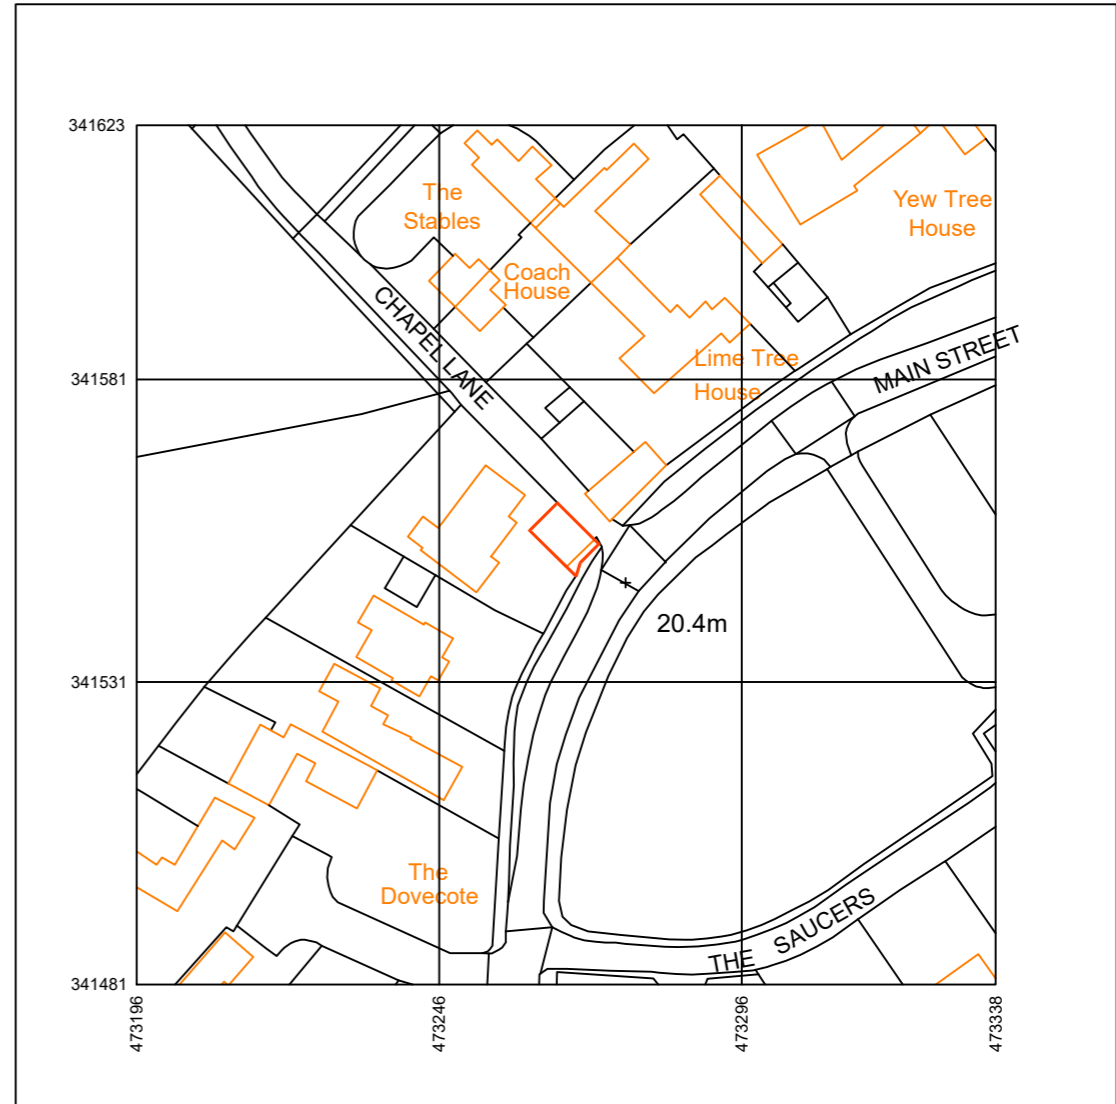 341623
The
Stables
Yew Tree
House
Coach
House
CHAPEL LANE
Lime Tree
House
MAIN STREET
341581
20.4m
341531
The
Dovecote
THE SAUCERS
341481
473196
473246
473296
473338